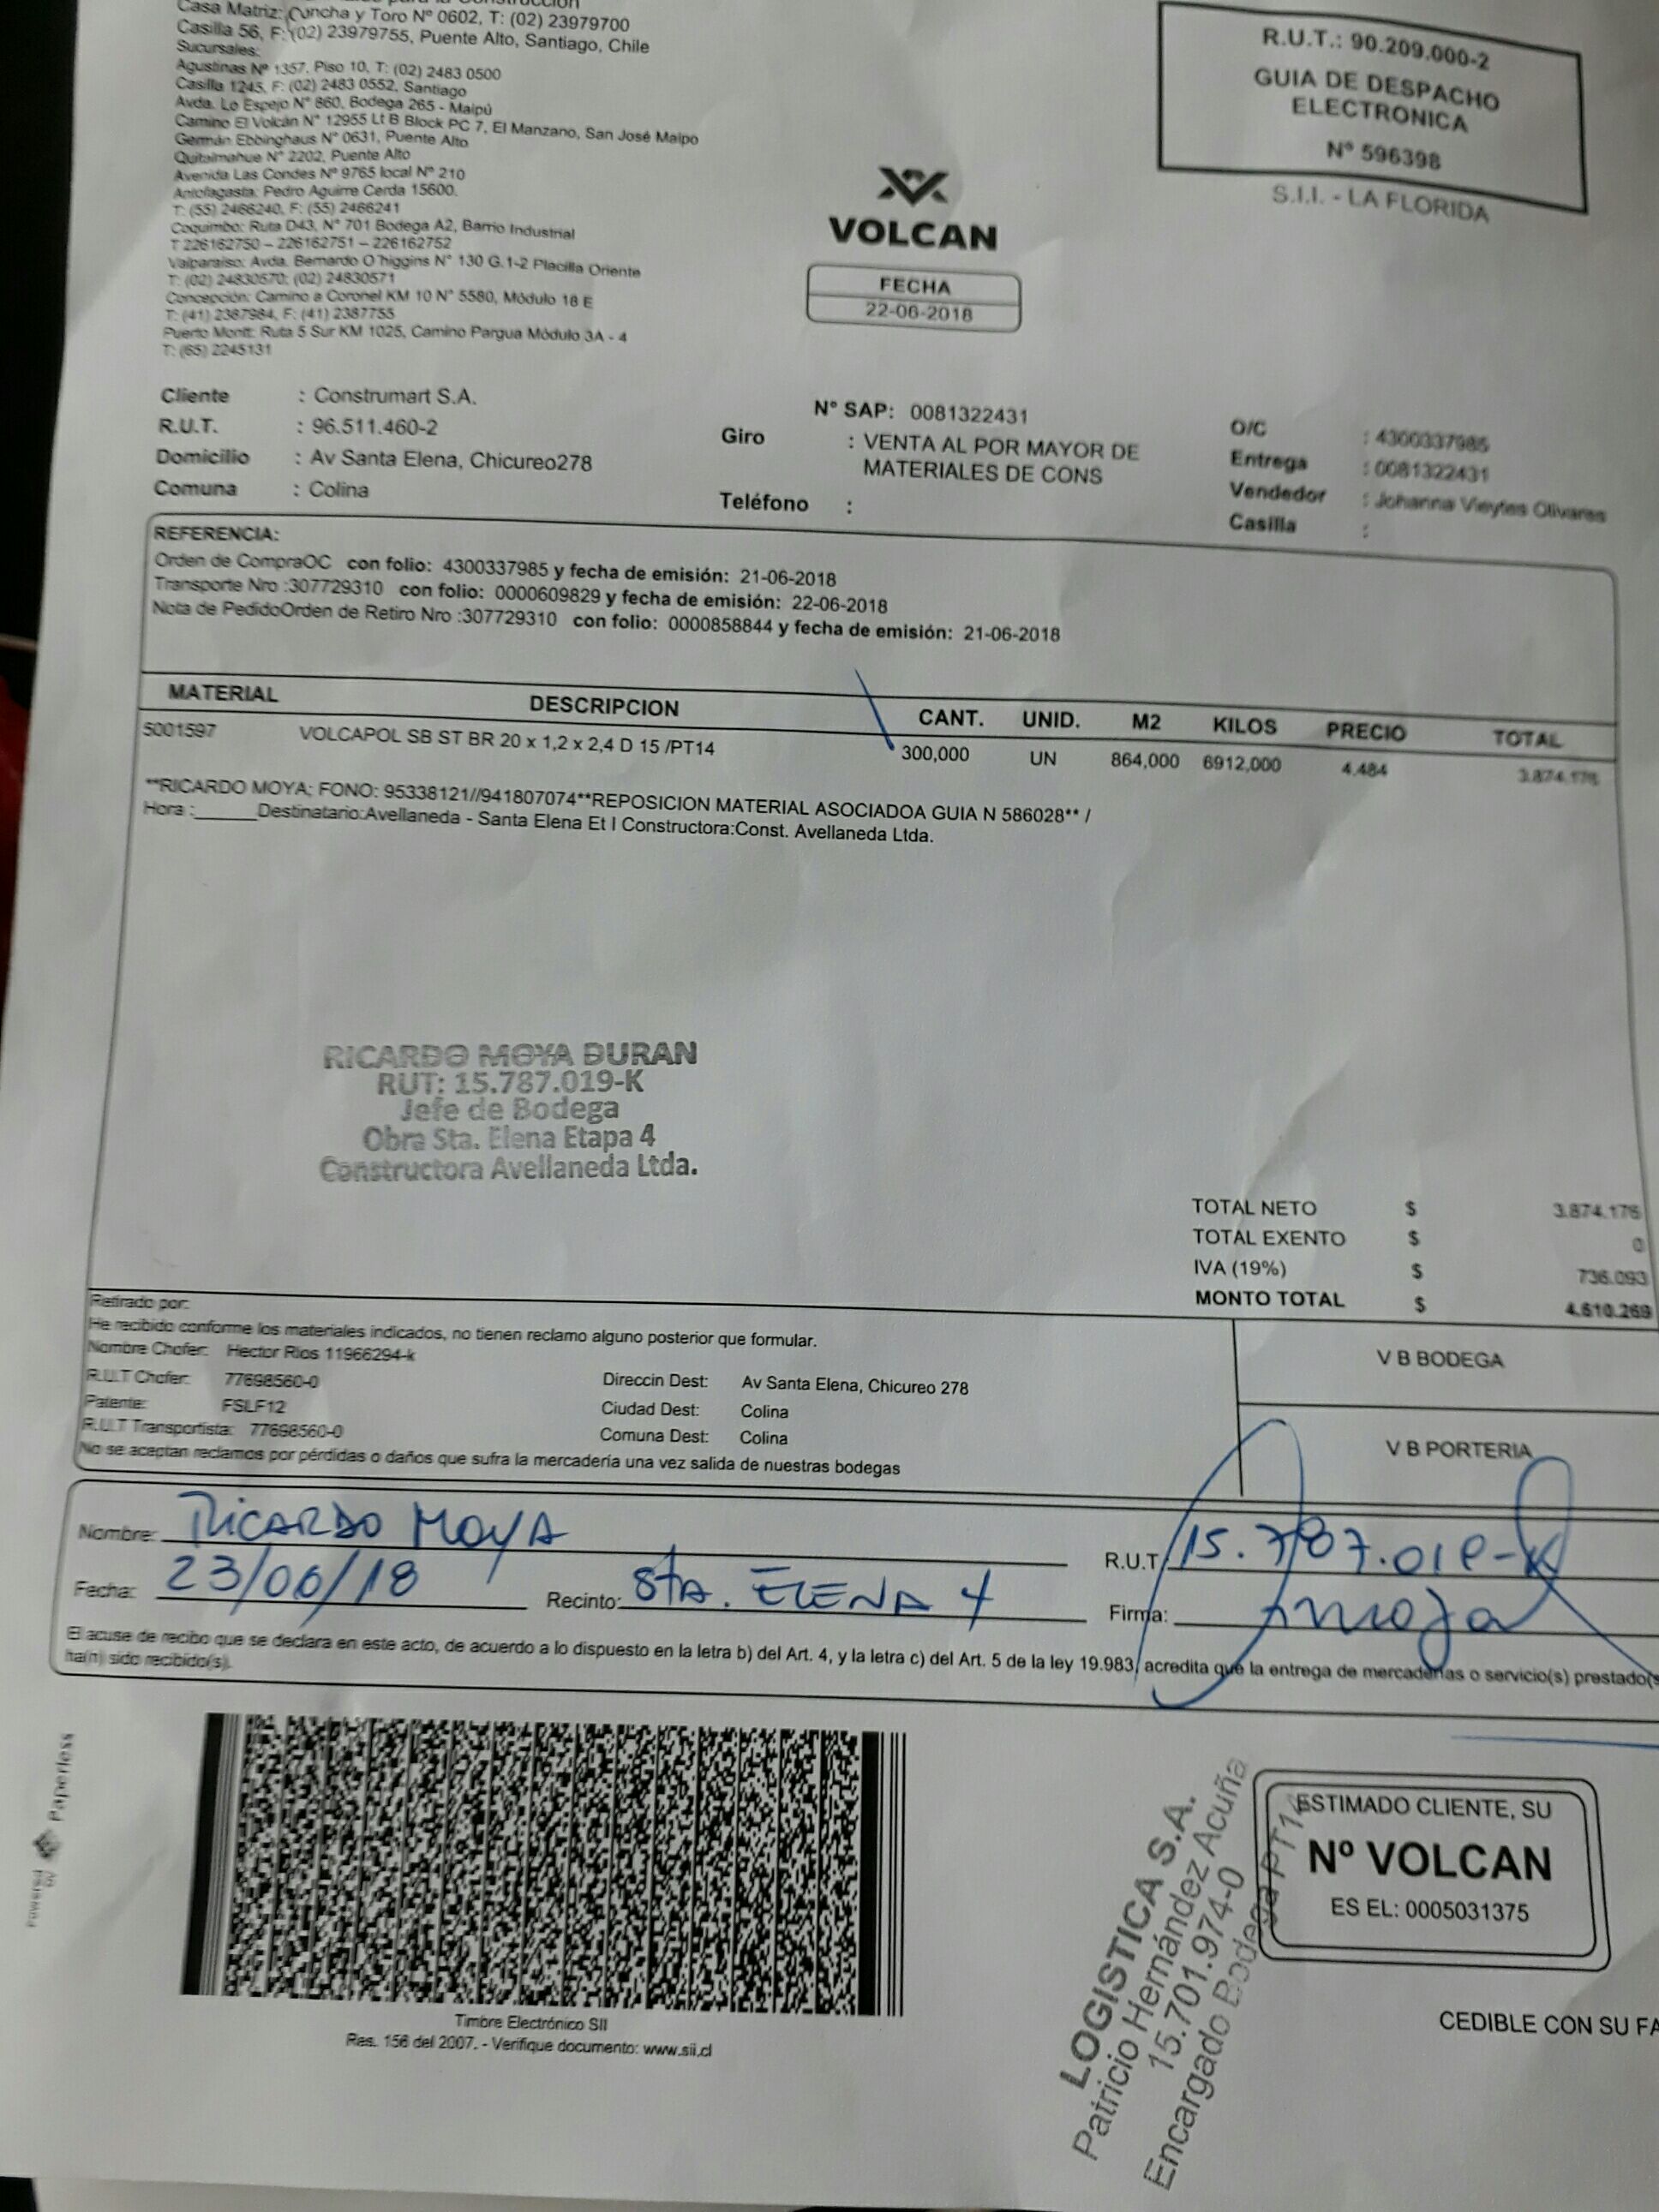 Casa Matriz: Concha y Toro Nº 0602, T: (02) 23979700
Casilla 56, F: (02) 23979755, Puente Alto, Santiago, Chile
Sucursales:
Agustinas Nº 1357, Piso 10, T: (02) 2483 0500
Casilla 1245, F: (02) 2483 0552, Santiago
Avda. Lo Espejo N° 860, Bodega 265 - Maipú
Camino El Volcán N° 12955 Lt B Block PC 7, El Manzano, San José Maipo
Germán Ebbinghaus N° 0631, Puente Alto
Quitalmahue N° 2202, Puente Alto
Avenida Las Condes Nº 9765 local N° 210
Antofagasta: Pedro Aguirre Cerda 15600.
T: (55) 2466240, F: (55) 2466241
Coquimbo: Ruta D43, N° 701 Bodega A2, Barrio Industrial
T 226162750 – 226162751 – 226162752
Valparaíso: Avda. Bernardo O´higgins N° 130 G.1-2 Placilla Oriente
T: (02) 24830570; (02) 24830571
Concepción: Camino a Coronel KM 10 N° 5580, Módulo 18 E
T: (41) 2387984, F: (41) 2387755
Puerto Montt: Ruta 5 Sur KM 1025, Camino Pargua Módulo 3A - 4
T: (65) 2245131
VOLCAN
FECHA
22-06-2018
R.U.T.: 90.209.000-2
GUIA DE DESPACHO
ELECTRONICA
Nº 596398
S.I.I. - LA FLORIDA
Cliente : Construmart S.A.
R.U.T. : 96.511.460-2
Domicilio : Av Santa Elena, Chicureo278
Comuna : Colina
N° SAP: 0081322431
Giro : VENTA AL POR MAYOR DE
MATERIALES DE CONS
Teléfono :
O/C : 4300337985
Entrega : 0081322431
Vendedor : Johanna Vieytes Olivares
Casilla :
REFERENCIA:
Orden de CompraOC con folio: 4300337985 y fecha de emisión: 21-06-2018
Transporte Nro :307729310 con folio: 0000609829 y fecha de emisión: 22-06-2018
Nota de PedidoOrden de Retiro Nro :307729310 con folio: 0000858844 y fecha de emisión: 21-06-2018
MATERIAL DESCRIPCION CANT. UNID. M2 KILOS PRECIO TOTAL
5001597 VOLCAPOL SB ST BR 20 x 1,2 x 2,4 D 15 /PT14 300,000 UN 864,000 6912,000 4.484 3.874.176
**RICARDO MOYA; FONO: 95338121//941807074**REPOSICION MATERIAL ASOCIADOA GUIA N 586028** /
Hora :______Destinatario:Avellaneda - Santa Elena Et I Constructora:Const. Avellaneda Ltda.
RICARDO MOYA DURAN
RUT: 15.787.019-K
Jefe de Bodega
Obra Sta. Elena Etapa 4
Constructora Avellaneda Ltda.
TOTAL NETO $ 3.874.176
TOTAL EXENTO $ 0
IVA (19%) $ 736.093
MONTO TOTAL $ 4.610.269
Retirado por:
He recibido conforme los materiales indicados, no tienen reclamo alguno posterior que formular.
Nombre Chofer: Hector Rios 11966294-k
R.U.T Chofer: 77698560-0
Patente: FSLF12
R.U.T Transportista: 77698560-0
Direccin Dest: Av Santa Elena, Chicureo 278
Ciudad Dest: Colina
Comuna Dest: Colina
No se aceptan reclamos por pérdidas o daños que sufra la mercadería una vez salida de nuestras bodegas
V B BODEGA
V B PORTERIA
Nombre: RICARDO MOYA R.U.T 15.787.019-K
Fecha: 23/06/18 Recinto: STA. ELENA 4 Firma: RMoya
El acuse de recibo que se declara en este acto, de acuerdo a lo dispuesto en la letra b) del Art. 4, y la letra c) del Art. 5 de la ley 19.983, acredita que la entrega de mercaderías o servicio(s) prestado(s
ha(n) sido recibido(s).
Powered by Paperless
Timbre Electrónico SII
Res. 156 del 2007. - Verifique documento: www.sii.cl
LOGISTICA S.A.
Patricio Hernández Acuña
15.701.974-0
Encargado Bodega PT14
ESTIMADO CLIENTE, SU
Nº VOLCAN
ES EL: 0005031375
CEDIBLE CON SU FA